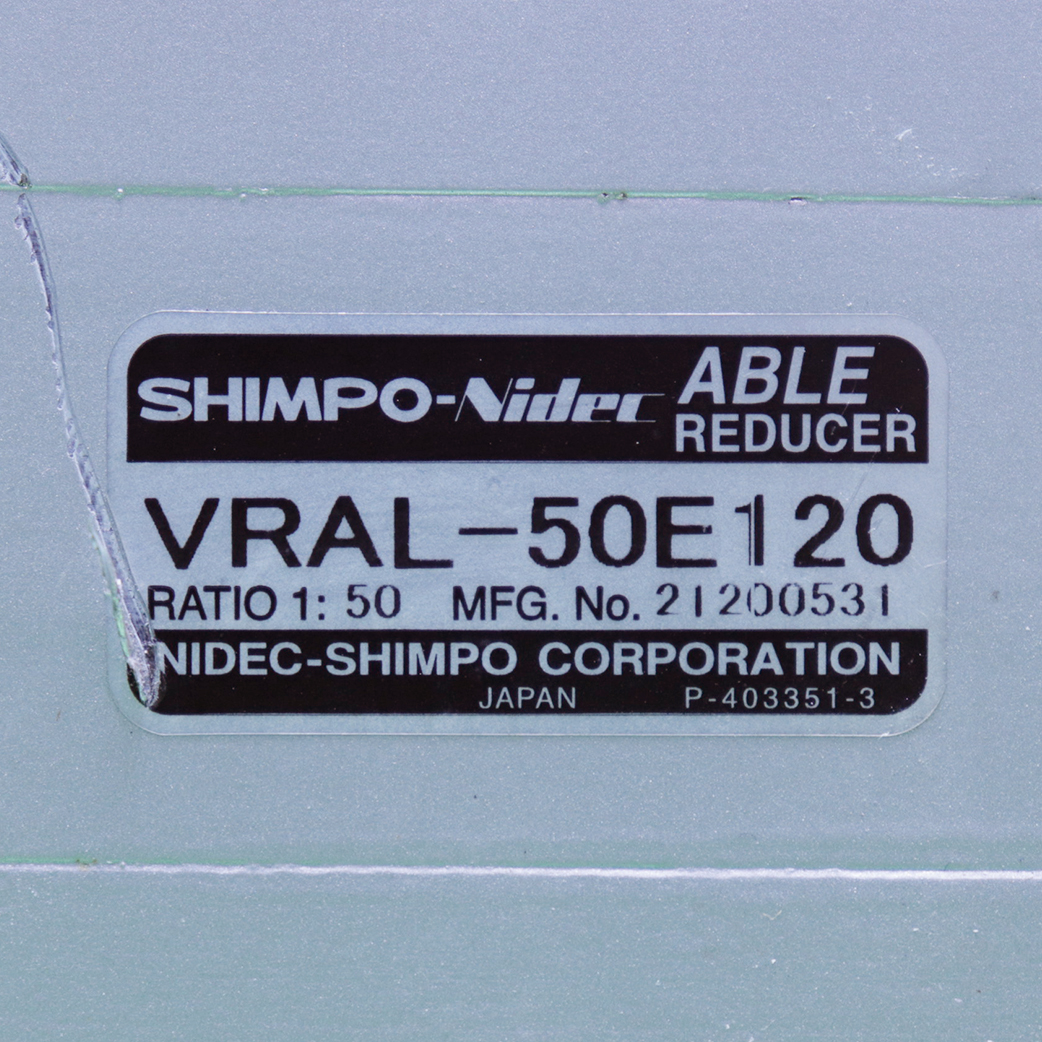 SHIMPO-Nidec ABLE REDUCER
VRAL-50E120
RATIO 1: 50 MFG. No. 21200531
NIDEC-SHIMPO CORPORATION
JAPAN P-403351-3